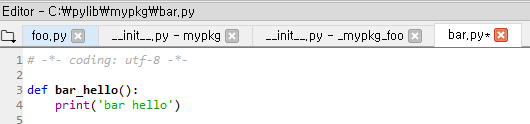 Editor - C:₩pylib₩mypkg₩bar.py
foo.py __init__.py - mypkg __init__.py - _mypkg_foo bar.py*
1 # -*- coding: utf-8 -*-
2
3 def bar_hello():
4 print('bar hello')
5